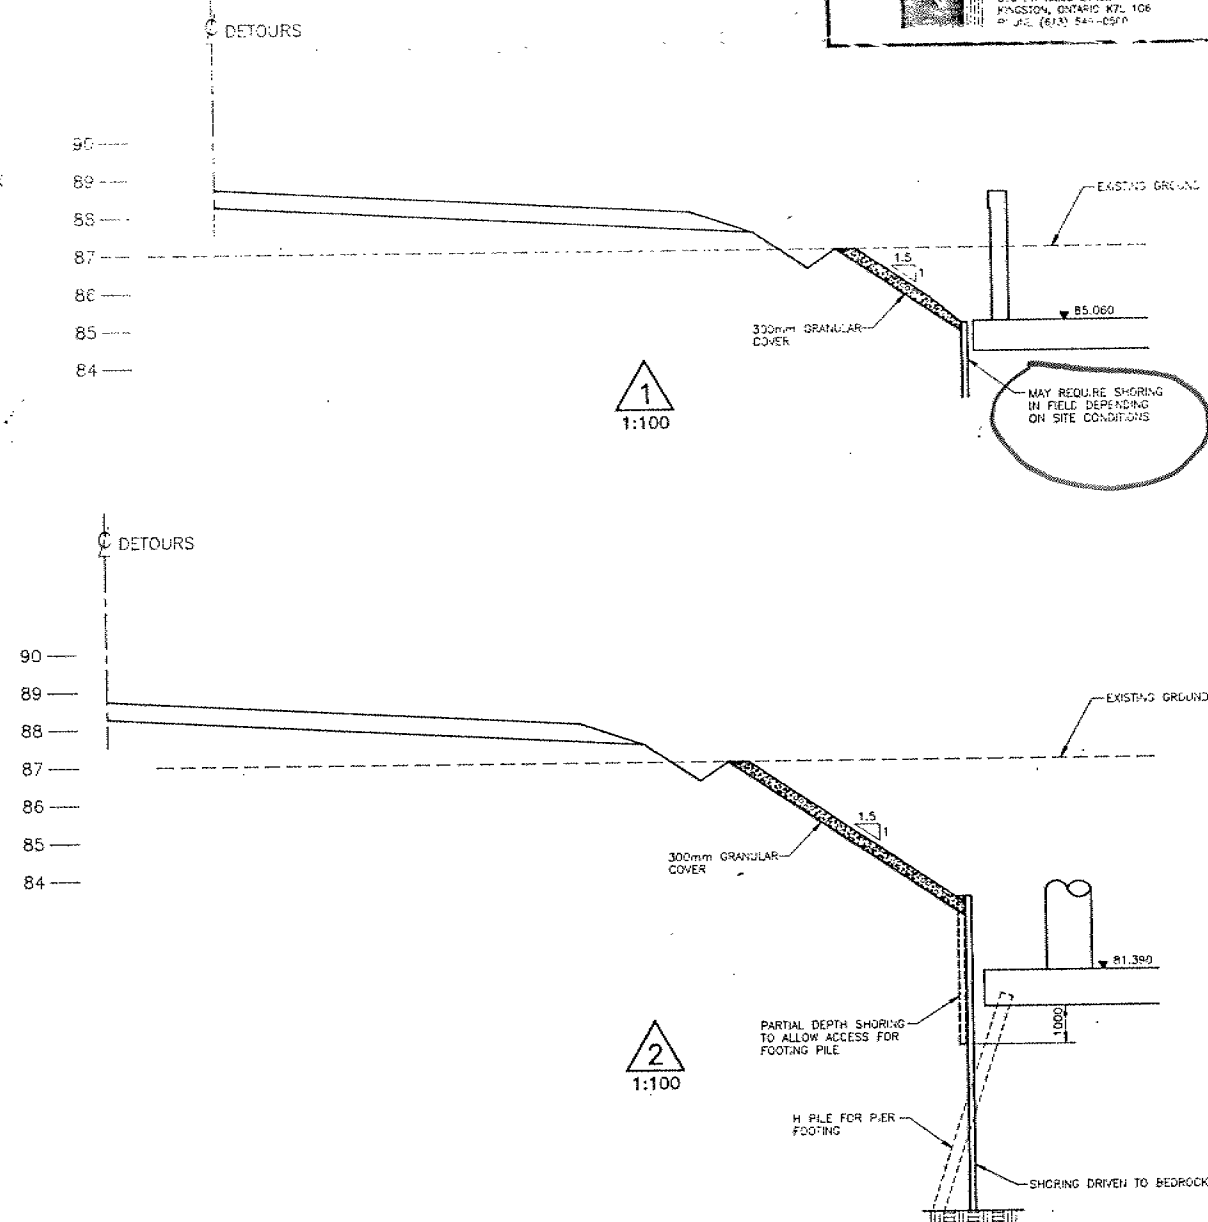 KINGSTON, ONTARIO K7L 1G6
℄ DETOURS
90
89
88
87
86
85
84
EXISTING GROUND
1.5
1
85.060
300mm GRANULAR
COVER
MAY REQUIRE SHORING
IN FIELD DEPENDING
ON SITE CONDITIONS
1
1:100
℄ DETOURS
90
89
88
87
86
85
84
EXISTING GROUND
1.5
1
300mm GRANULAR
COVER
81.390
1000
PARTIAL DEPTH SHORING
TO ALLOW ACCESS FOR
FOOTING PILE
2
1:100
H PILE FOR PIER
FOOTING
SHORING DRIVEN TO BEDROCK